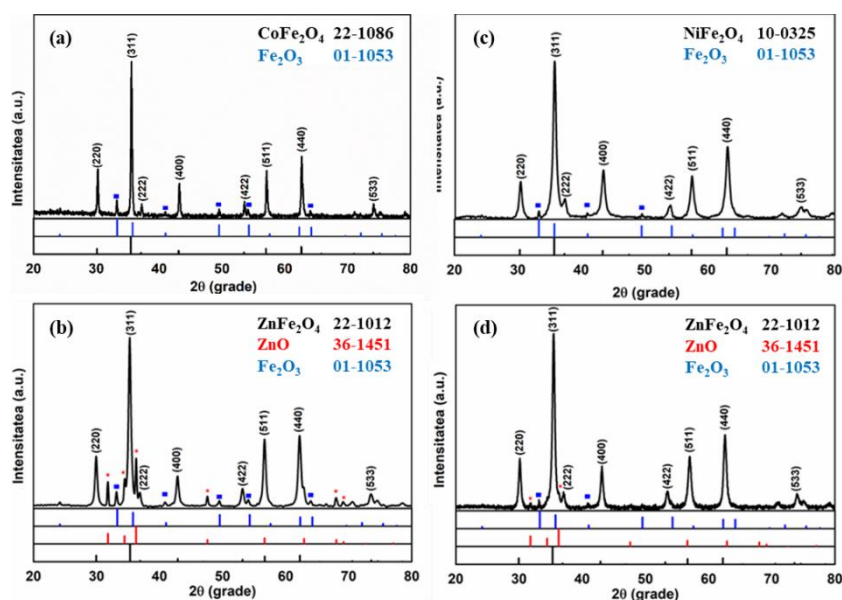 (a)
CoFe₂O₄ 22-1086
Fe₂O₃ 01-1053
(311)
(220)
(222)
(400)
(422)
(511)
(440)
(533)
Intensitatea (a.u.)
20 30 40 50 60 70 80
2θ (grade)
(c)
NiFe₂O₄ 10-0325
Fe₂O₃ 01-1053
(311)
(220)
(222)
(400)
(422)
(511)
(440)
(533)
20 30 40 50 60 70 80
2θ (grade)
(b)
ZnFe₂O₄ 22-1012
ZnO 36-1451
Fe₂O₃ 01-1053
(311)
(220)
*
*
*
(222)
(400)
*
(422)
(511)
(440)
*
*
(533)
Intensitatea (a.u.)
20 30 40 50 60 70 80
2θ (grade)
(d)
ZnFe₂O₄ 22-1012
ZnO 36-1451
Fe₂O₃ 01-1053
(311)
(220)
*
*
(222)
(400)
(422)
(511)
(440)
(533)
Intensitatea (a.u.)
20 30 40 50 60 70 80
2θ (grade)